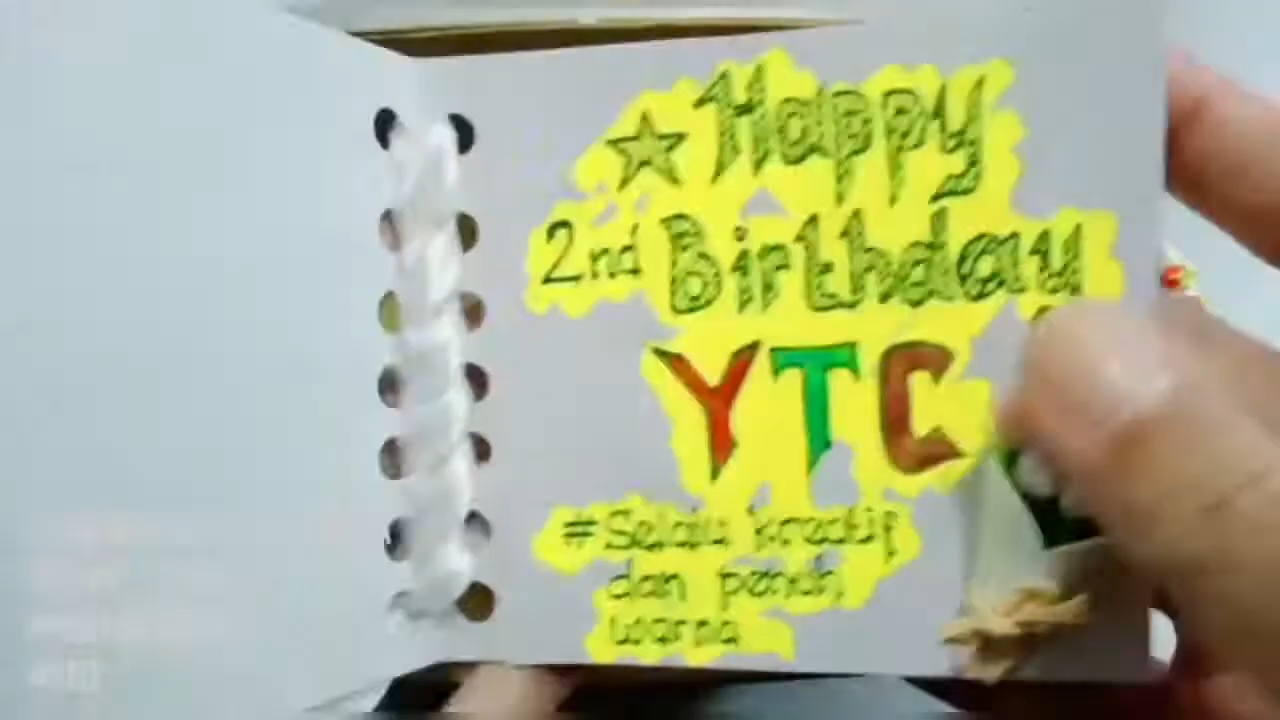 Happy
2nd Birthday
YTC
#Selalu kreatif
dan penuh
warna